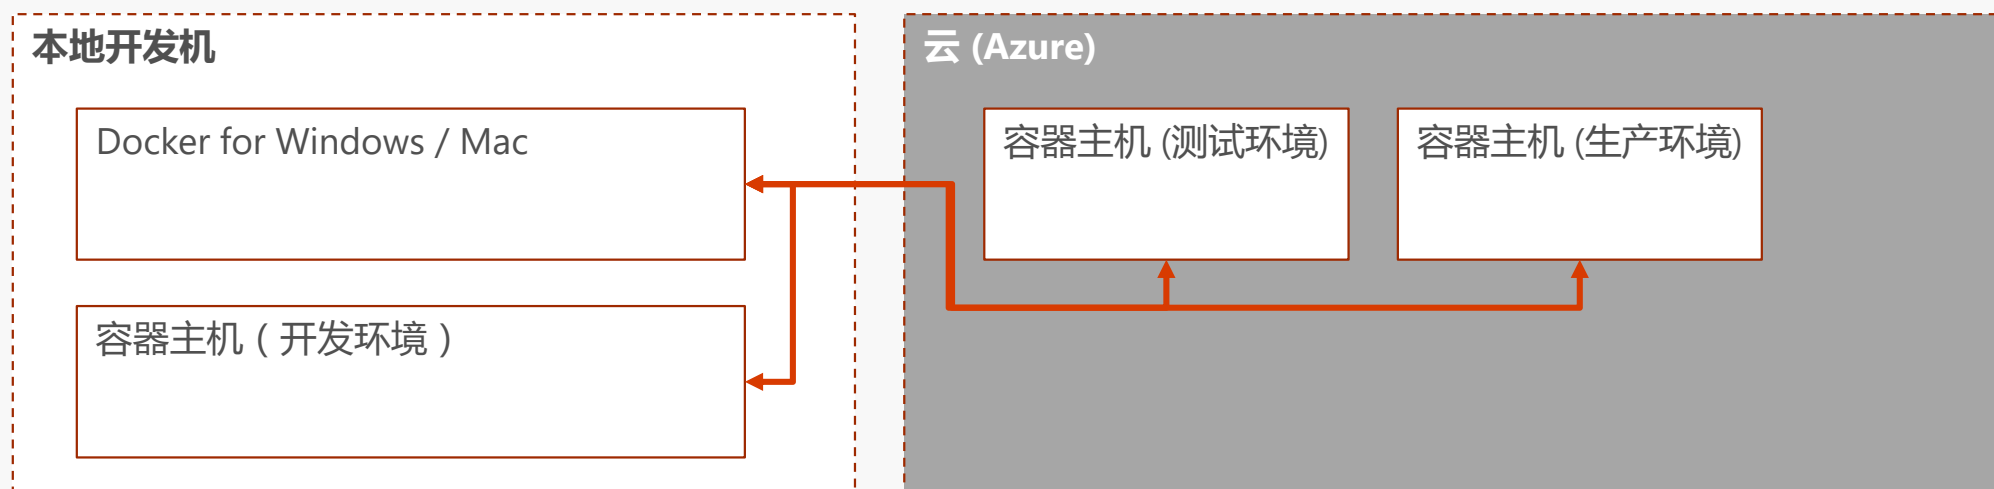 本地开发机
Docker for Windows / Mac
容器主机（开发环境）
云 (Azure)
容器主机 (测试环境)
容器主机 (生产环境)